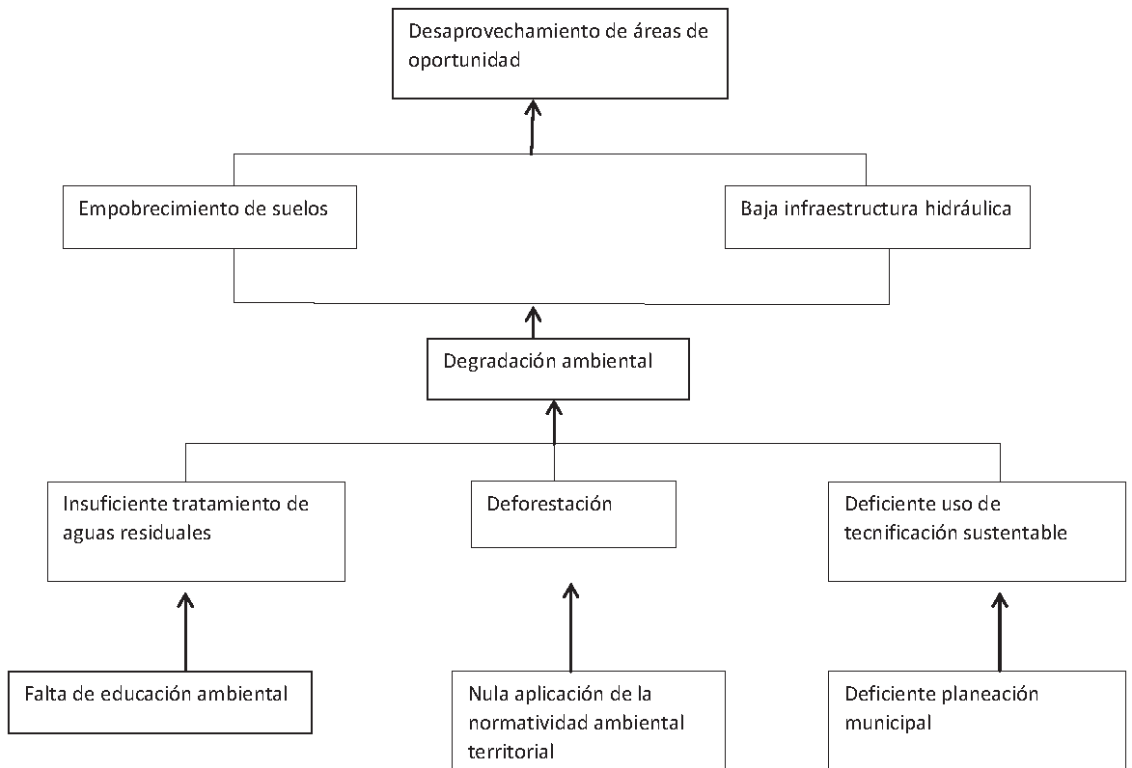 Desaprovechamiento de áreas de
oportunidad
Empobrecimiento de suelos
Baja infraestructura hidráulica
Degradación ambiental
Insuficiente tratamiento de
aguas residuales
Deforestación
Deficiente uso de
tecnificación sustentable
Falta de educación ambiental
Nula aplicación de la
normatividad ambiental
territorial
Deficiente planeación
municipal